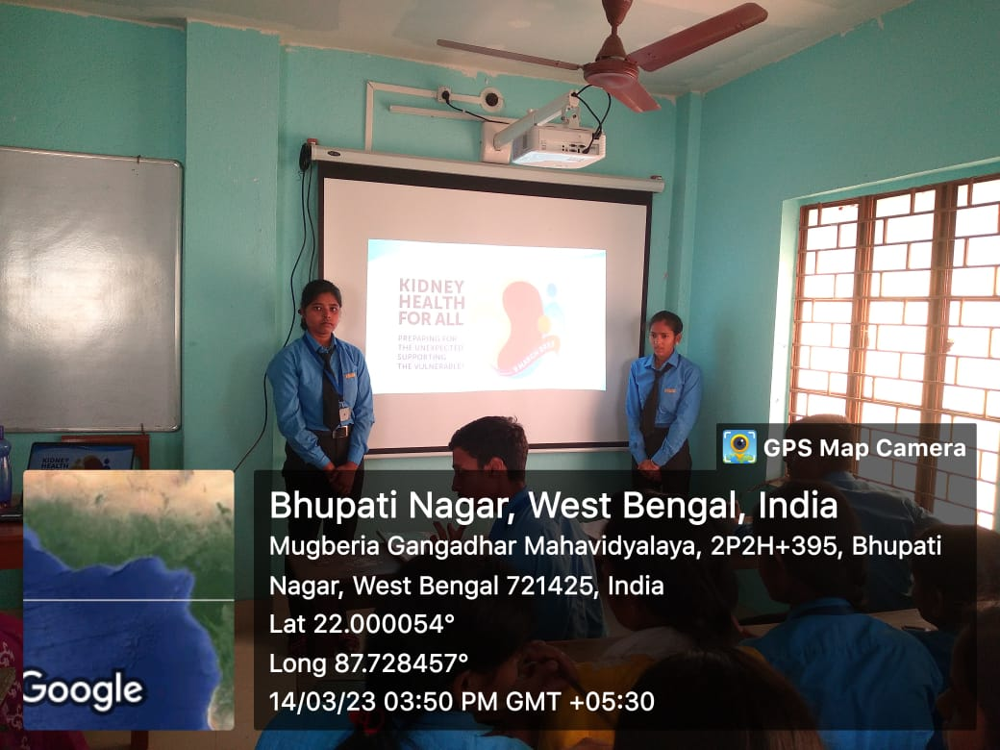 KIDNEY
HEALTH
FOR ALL
PREPARING FOR
THE UNEXPECTED
SUPPORTING
THE VULNERABLE!
KIDNEY
HEALTH
GPS Map Camera
Bhupati Nagar, West Bengal, India
Mugberia Gangadhar Mahavidyalaya, 2P2H+395, Bhupati
Nagar, West Bengal 721425, India
Lat 22.000054°
Long 87.728457°
14/03/23 03:50 PM GMT +05:30
Google